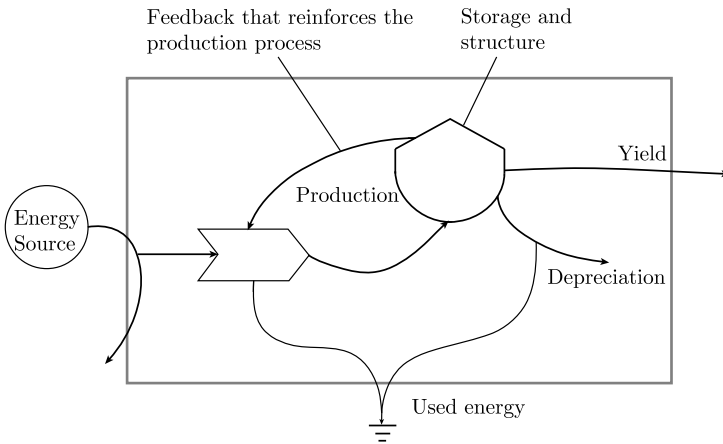 Feedback that reinforces the
production process
Storage and
structure
Yield
Production
Energy
Source
Depreciation
Used energy